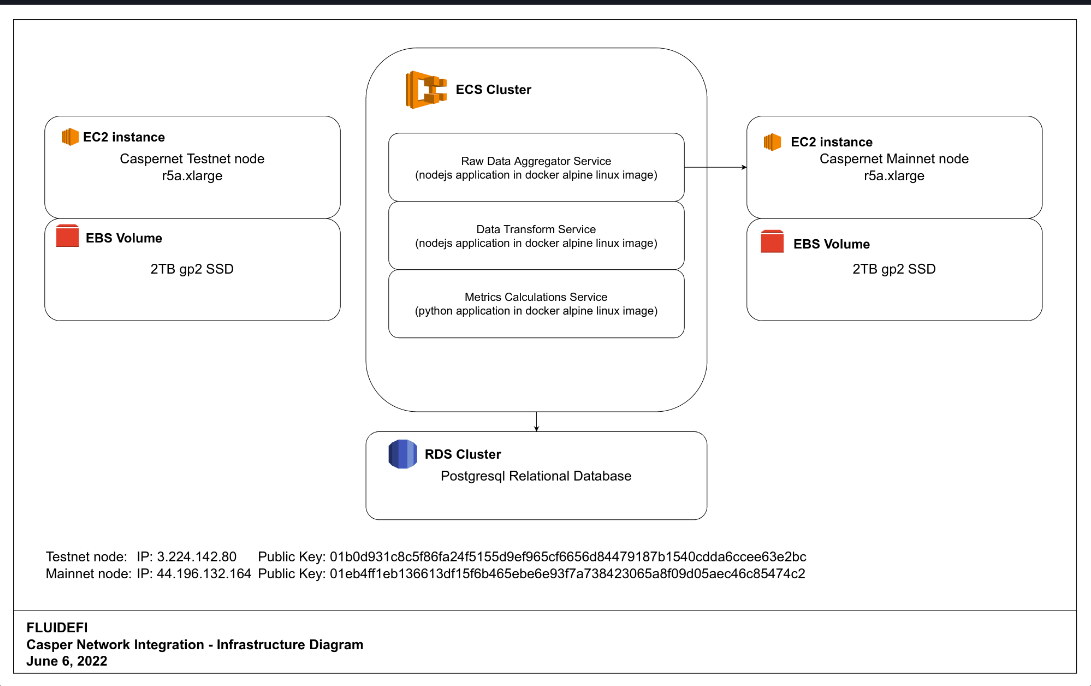 ECS Cluster
EC2 instance
Caspernet Testnet node
r5a.xlarge
EBS Volume
2TB gp2 SSD
Raw Data Aggregator Service
(nodejs application in docker alpine linux image)
Data Transform Service
(nodejs application in docker alpine linux image)
Metrics Calculations Service
(python application in docker alpine linux image)
EC2 instance
Caspernet Mainnet node
r5a.xlarge
EBS Volume
2TB gp2 SSD
RDS Cluster
Postgresql Relational Database
Testnet node: IP: 3.224.142.80 Public Key: 01b0d931c8c5f86fa24f5155d9ef965cf6656d84479187b1540cdda6ccee63e2bc
Mainnet node: IP: 44.196.132.164 Public Key: 01eb4ff1eb136613df15f6b465ebe6e93f7a738423065a8f09d05aec46c85474c2
FLUIDEFI
Casper Network Integration - Infrastructure Diagram
June 6, 2022